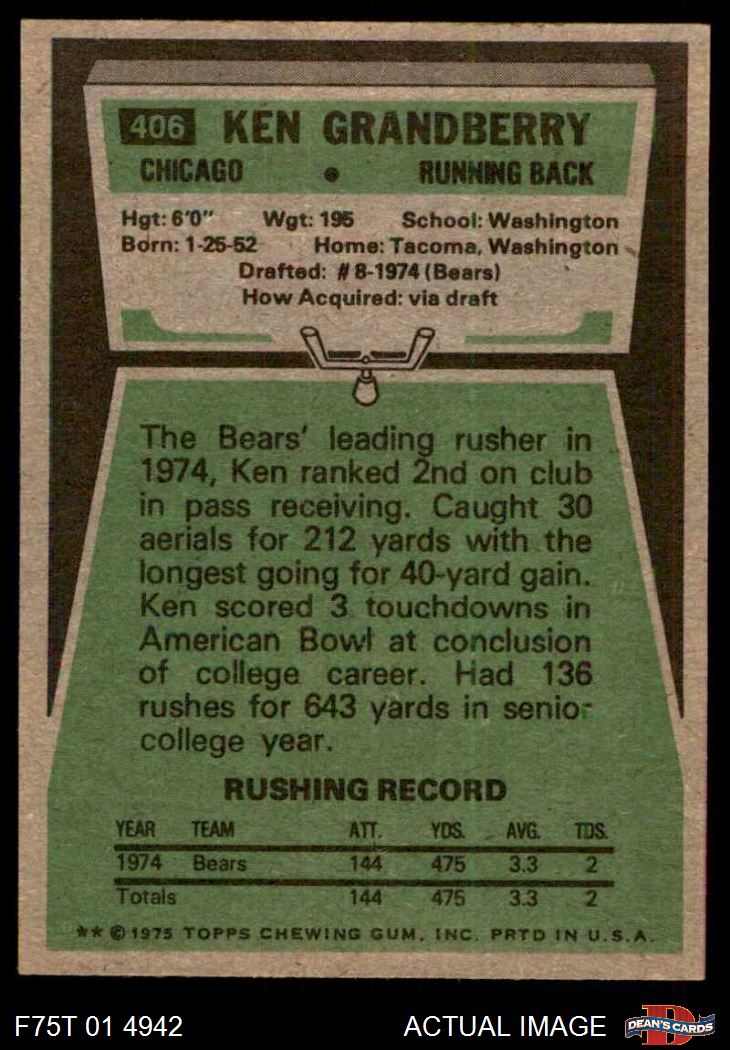 406 KEN GRANDBERRY
CHICAGO • RUNNING BACK
Hgt: 6'0" Wgt: 195 School: Washington
Born: 1-25-52 Home: Tacoma, Washington
Drafted: #8-1974 (Bears)
How Acquired: via draft
The Bears' leading rusher in
1974, Ken ranked 2nd on club
in pass receiving. Caught 30
aerials for 212 yards with the
longest going for 40-yard gain.
Ken scored 3 touchdowns in
American Bowl at conclusion
of college career. Had 136
rushes for 643 yards in senior
college year.
RUSHING RECORD
YEAR TEAM ATT. YDS. AVG. TDS.
1974 Bears 144 475 3.3 2
Totals 144 475 3.3 2
**©1975 TOPPS CHEWING GUM, INC. PRTD IN U.S.A.
F75T 01 4942 ACTUAL IMAGE DEAN'S CARDS